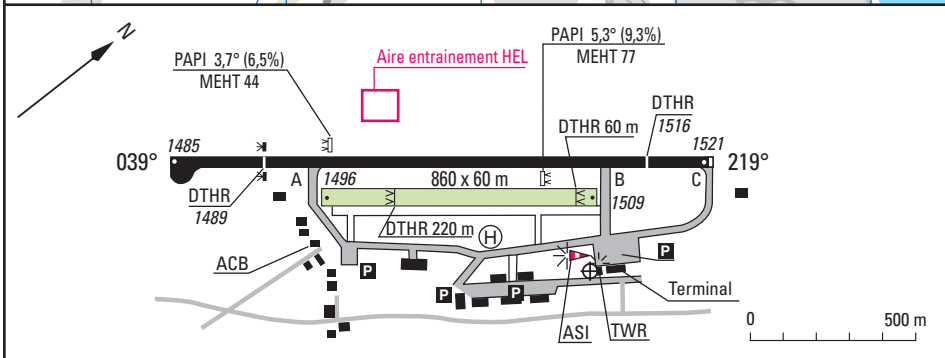 N
PAPI 3,7° (6,5%)
MEHT 44
Aire entrainement HEL
PAPI 5,3° (9,3%)
MEHT 77
DTHR 60 m
DTHR
1516
1521
1485
039°
219°
DTHR
1489
A
1496
860 x 60 m
B
C
1509
DTHR 220 m
H
ACB
P
P
P
P
Terminal
ASI
TWR
0
500 m